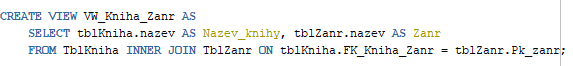 CREATE VIEW VW_Kniha_Zanr AS
SELECT tblKniha.nazev AS Nazev_knihy, tblZanr.nazev AS Zanr
FROM TblKniha INNER JOIN TblZanr ON tblKniha.FK_Kniha_Zanr = tblZanr.Pk_zanr;